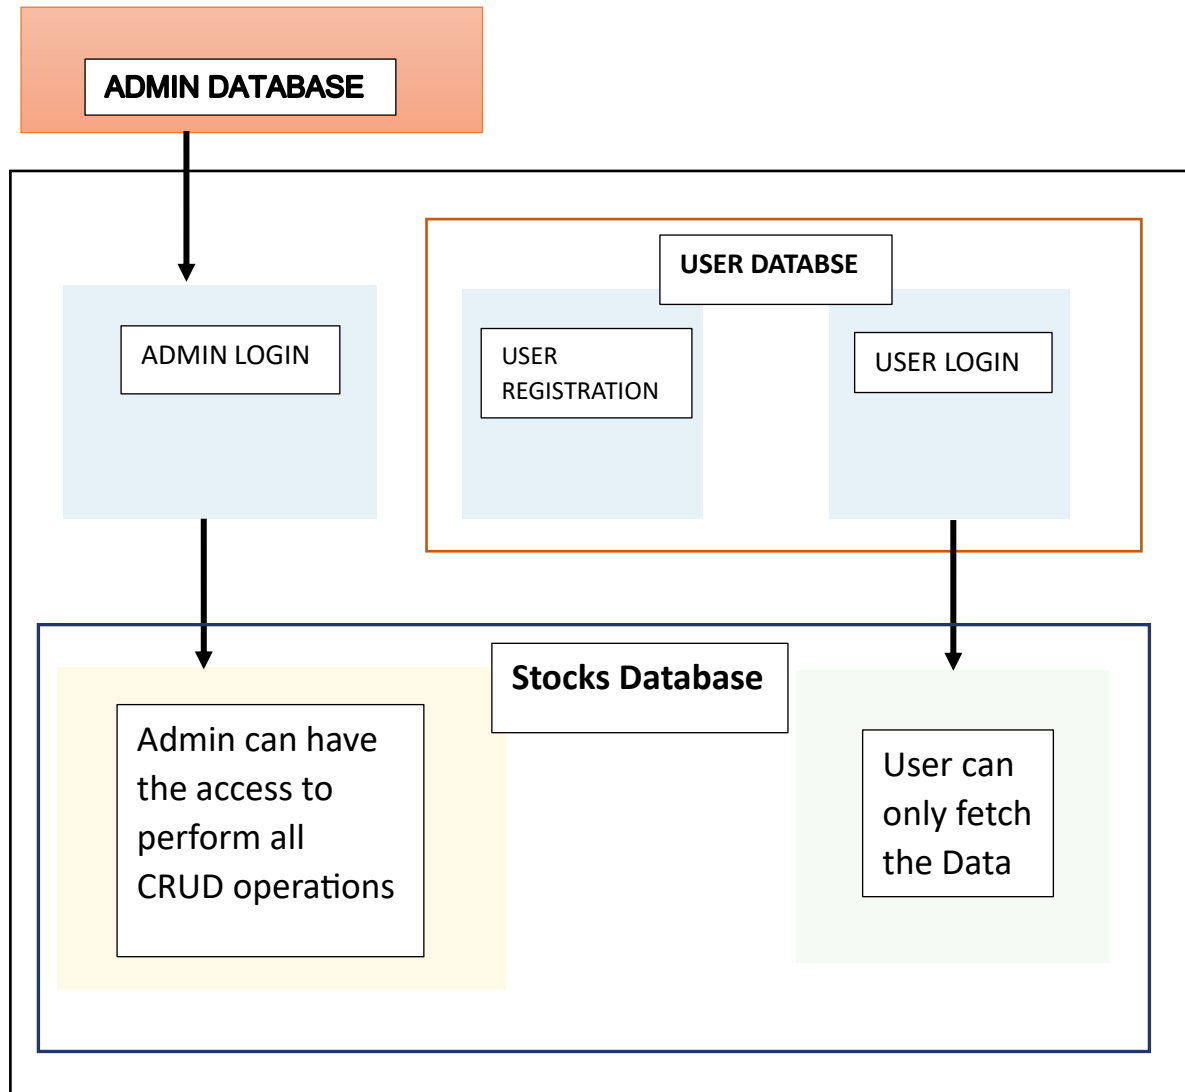 ADMIN DATABASE
USER DATABSE
ADMIN LOGIN
USER
REGISTRATION
USER LOGIN
Stocks Database
Admin can have
the access to
perform all
CRUD operations
User can
only fetch
the Data